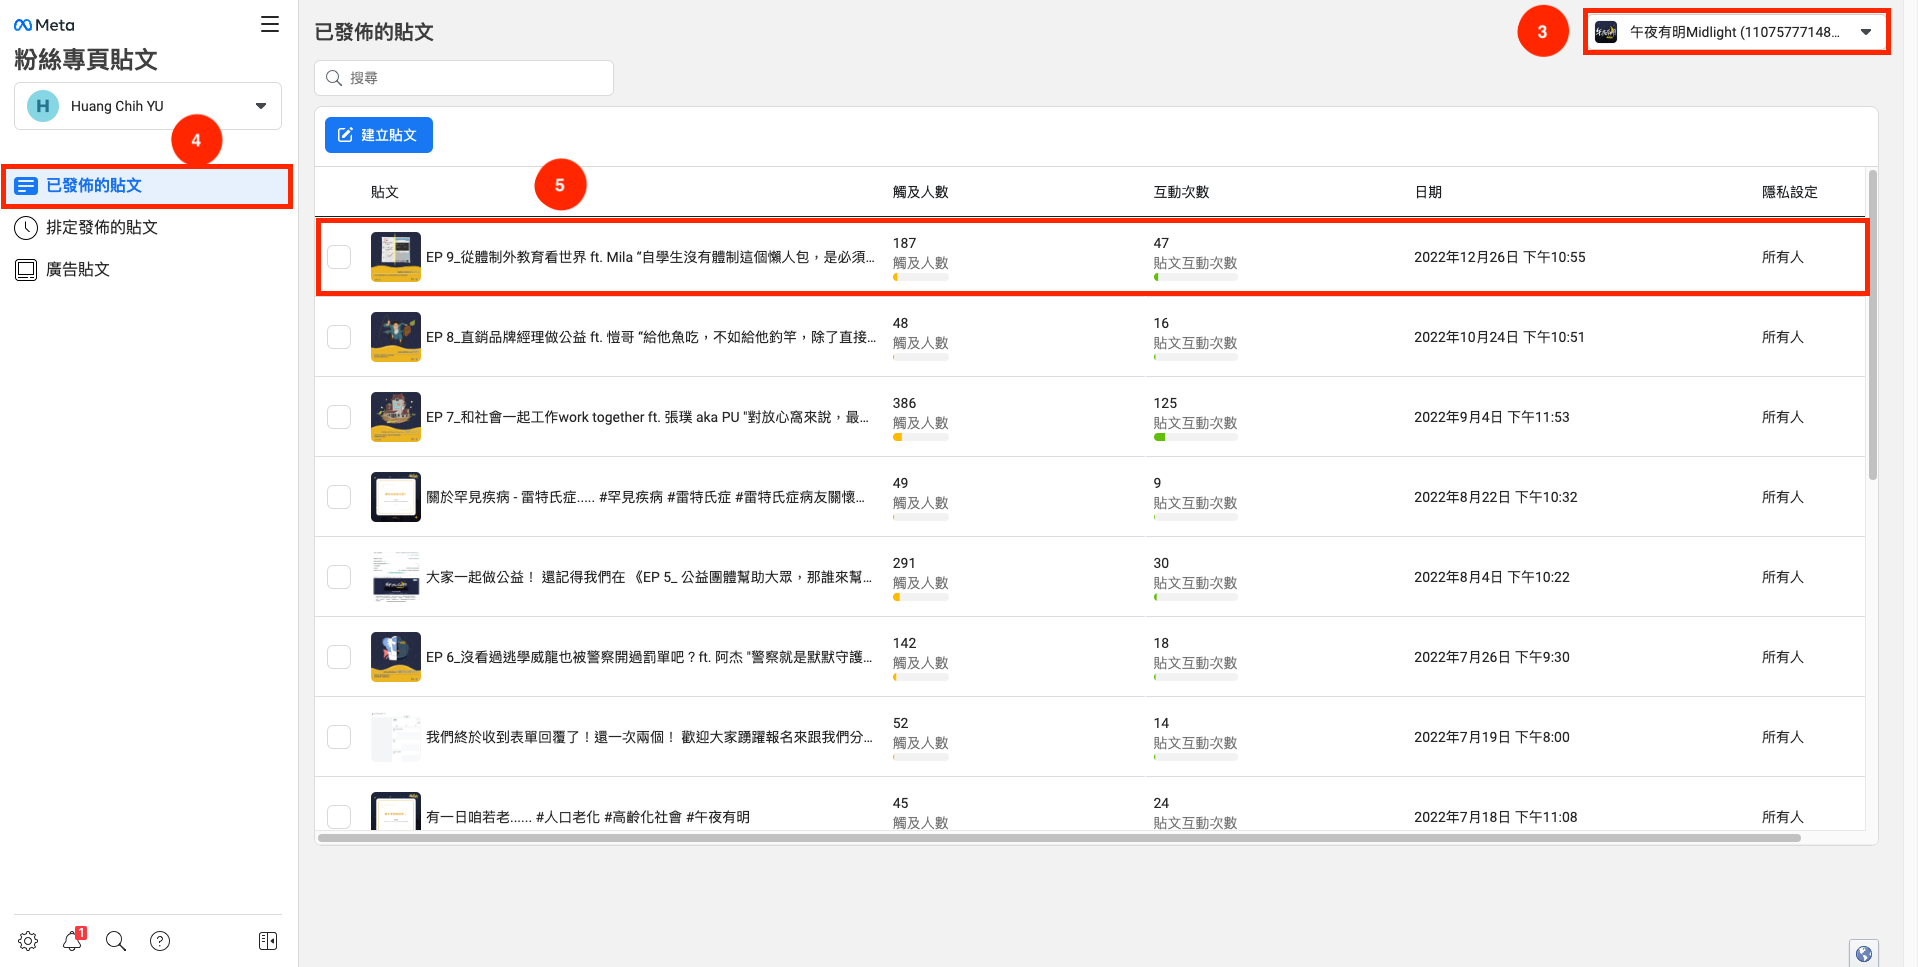 Meta
粉絲專頁貼文
H Huang Chih YU
4
已發佈的貼文
排定發佈的貼文
廣告貼文
1
已發佈的貼文
3
午夜有明Midlight (11075777148...
搜尋
建立貼文
5
貼文 觸及人數 互動次數 日期 隱私設定
EP 9_從體制外教育看世界 ft. Mila “自學生沒有體制這個懶人包，是必須... 187 觸及人數 47 貼文互動次數 2022年12月26日 下午10:55 所有人
EP 8_直銷品牌經理做公益 ft. 愷哥 “給他魚吃，不如給他釣竿，除了直接... 48 觸及人數 16 貼文互動次數 2022年10月24日 下午10:51 所有人
EP 7_和社會一起工作work together ft. 張璞 aka PU "對放心窩來說，最... 386 觸及人數 125 貼文互動次數 2022年9月4日 下午11:53 所有人
關於罕見疾病 - 雷特氏症..... #罕見疾病 #雷特氏症 #雷特氏症病友關懷... 49 觸及人數 9 貼文互動次數 2022年8月22日 下午10:32 所有人
大家一起做公益！ 還記得我們在 《EP 5_ 公益團體幫助大眾，那誰來幫... 291 觸及人數 30 貼文互動次數 2022年8月4日 下午10:22 所有人
EP 6_沒看過逃學威龍也被警察開過罰單吧？ft. 阿杰 "警察就是默默守護... 142 觸及人數 18 貼文互動次數 2022年7月26日 下午9:30 所有人
我們終於收到表單回覆了！還一次兩個！ 歡迎大家踴躍報名來跟我們分... 52 觸及人數 14 貼文互動次數 2022年7月19日 下午8:00 所有人
有一日咱若老...... #人口老化 #高齡化社會 #午夜有明 45 觸及人數 24 貼文互動次數 2022年7月18日 下午11:08 所有人